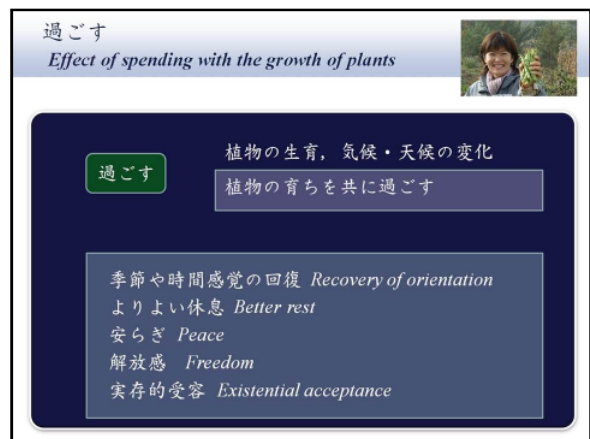 過ごす
Effect of spending with the growth of plants
過ごす
植物の生育，気候・天候の変化
植物の育ちを共に過ごす
季節や時間感覚の回復 Recovery of orientation
よりよい休息 Better rest
安らぎ Peace
解放感 Freedom
実存的受容 Existential acceptance